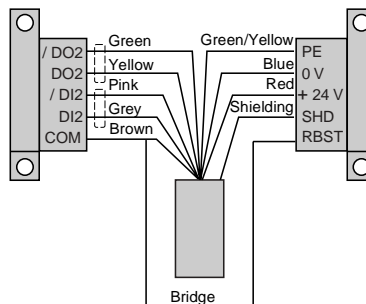 / DO2
DO2
/ DI2
DI2
COM
Green
Yellow
Pink
Grey
Brown
Green/Yellow
Blue
Red
Shielding
PE
0 V
+ 24 V
SHD
RBST
Bridge